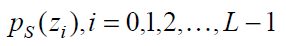 p_S(z_i), i = 0,1,2,…,L − 1